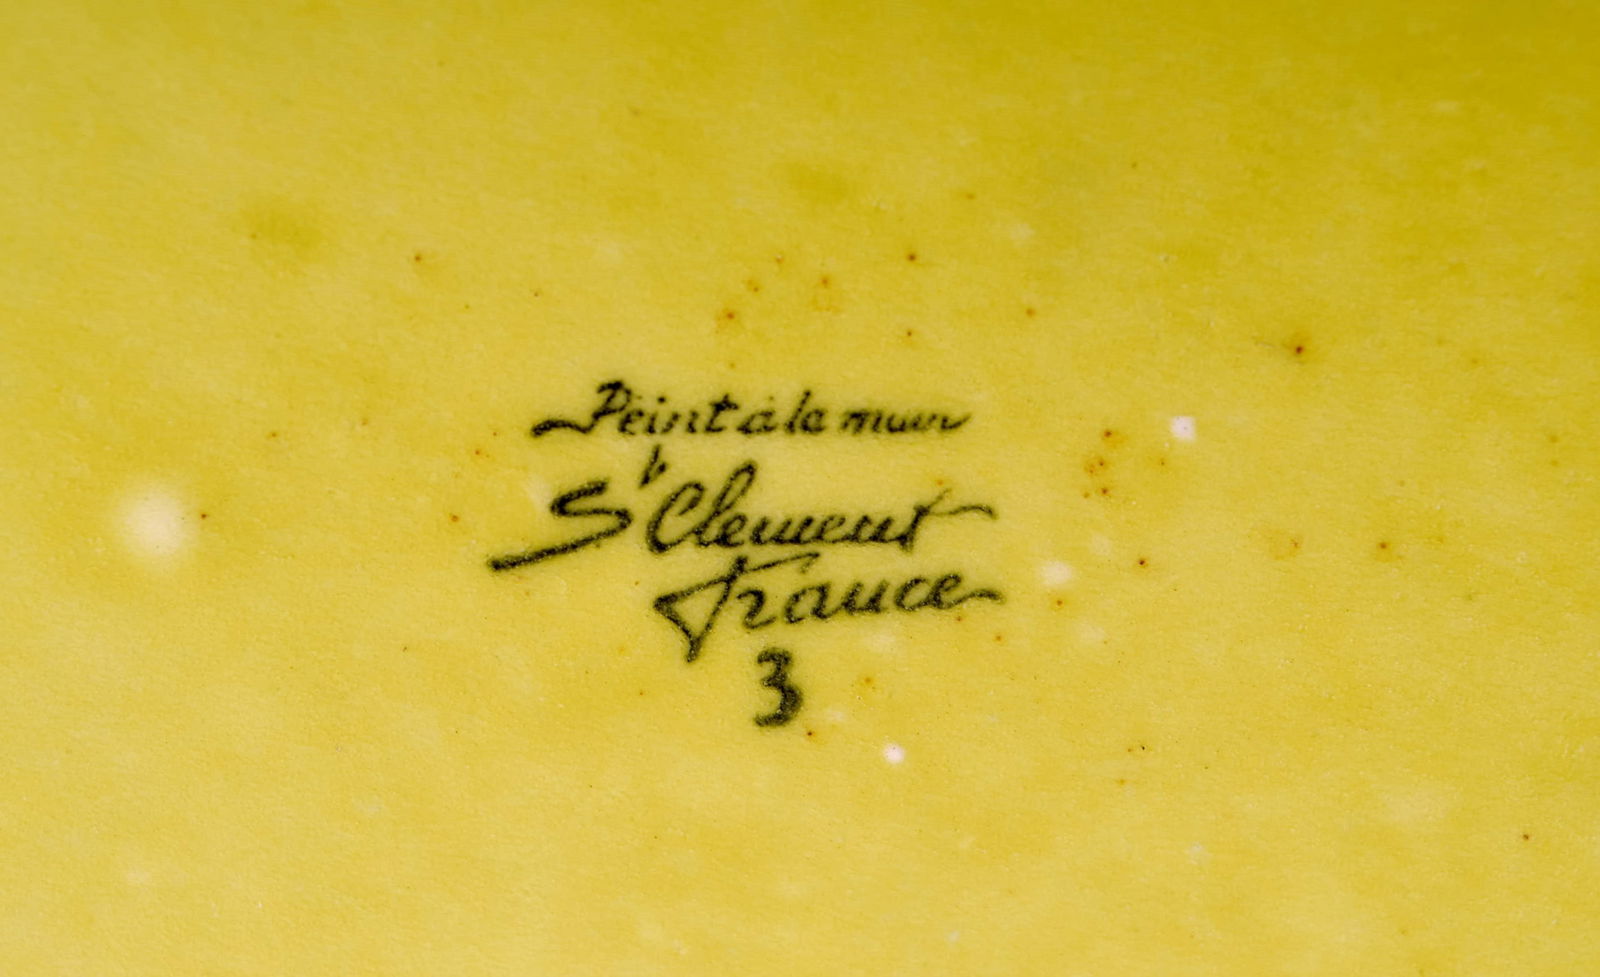 Peint à la main
St Clement
France
3